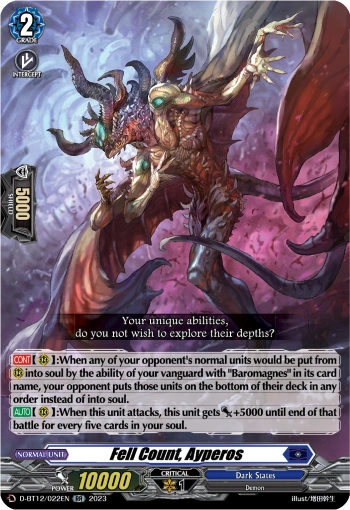 2
GRADE
INTERCEPT
5000
SHIELD
Your unique abilities,
do you not wish to explore their depths?
CONT【】:When any of your opponent's normal units would be put from
into soul by the ability of your vanguard with "Baromagnes" in its card
name, your opponent puts those units on the bottom of their deck in any
order instead of into soul.
AUTO【】:When this unit attacks, this unit gets +5000 until end of that
battle for every five cards in your soul.
NORMAL UNIT
Fell Count, Ayperos
POWER 10000
CRITICAL
1
Dark States
Demon
D-BT12/022EN RR 2023
illust/増田幹生